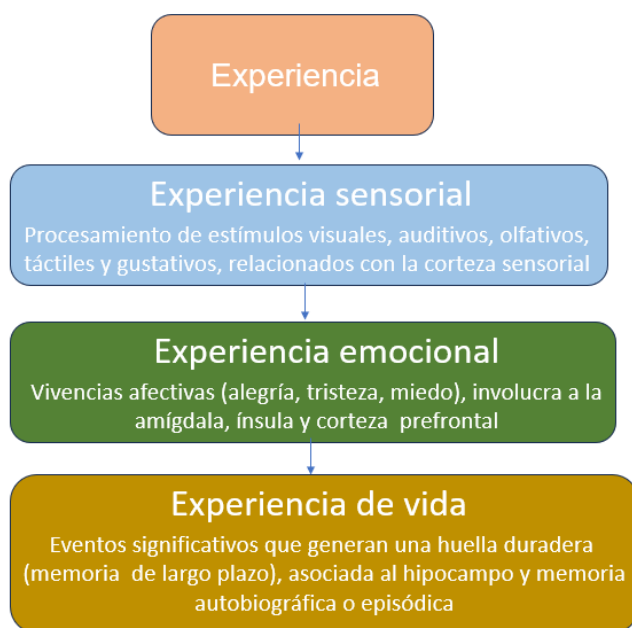 Experiencia
Experiencia sensorial
Procesamiento de estímulos visuales, auditivos, olfativos,
táctiles y gustativos, relacionados con la corteza sensorial
Experiencia emocional
Vivencias afectivas (alegría, tristeza, miedo), involucra a la
amígdala, ínsula y corteza prefrontal
Experiencia de vida
Eventos significativos que generan una huella duradera
(memoria de largo plazo), asociada al hipocampo y memoria
autobiográfica o episódica